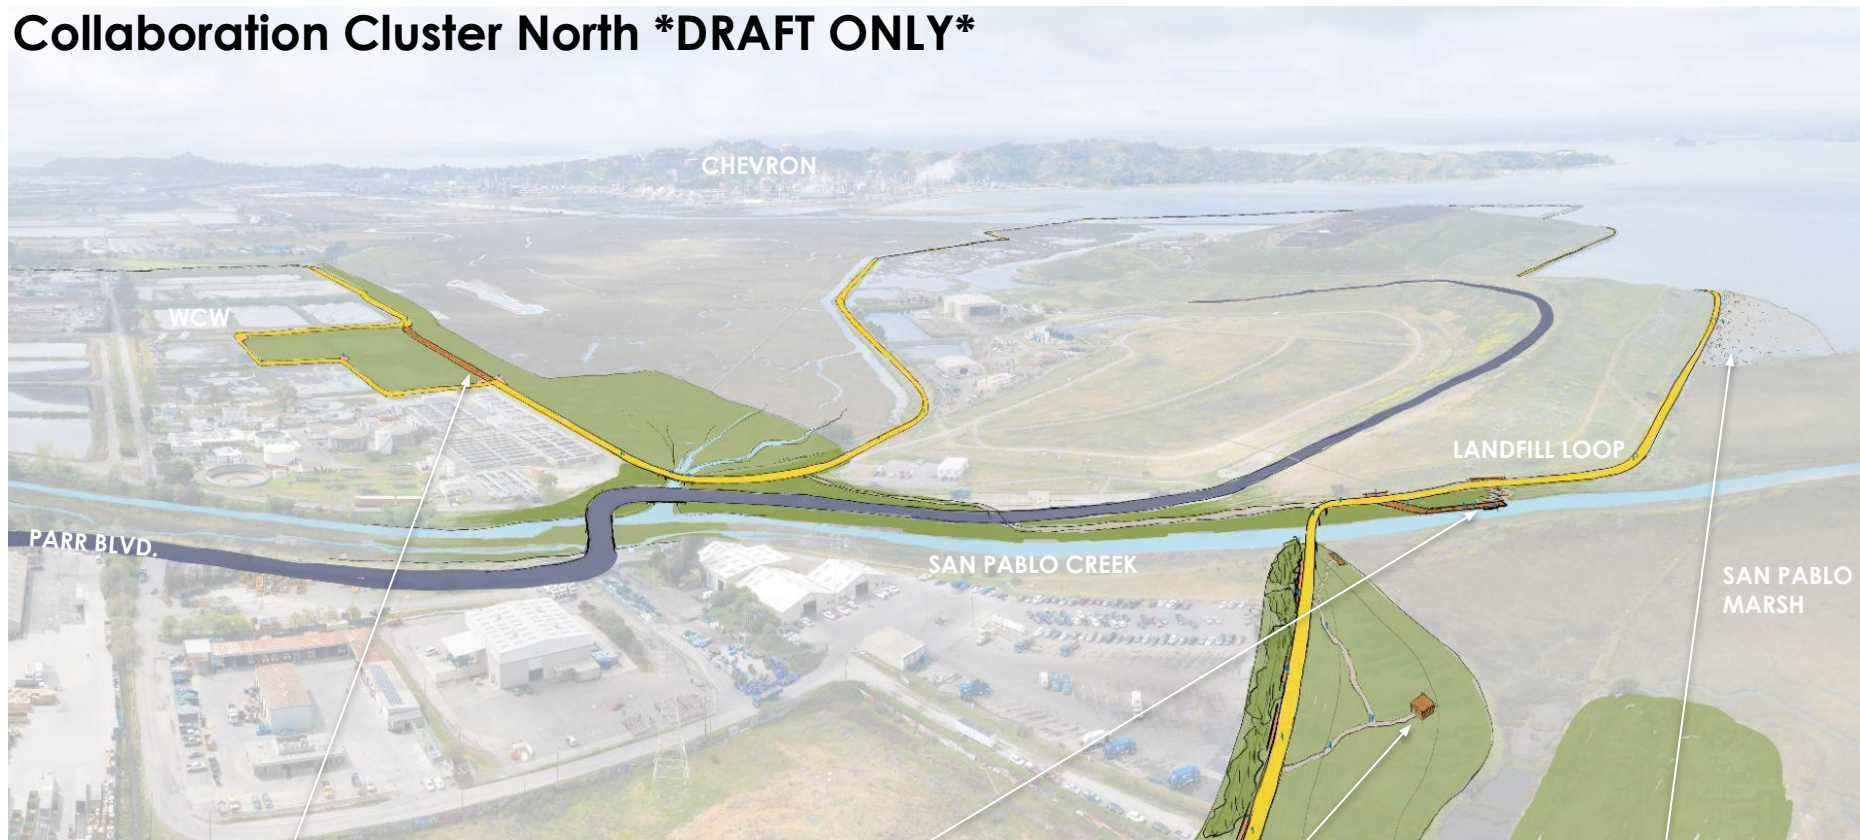 Collaboration Cluster North *DRAFT ONLY*
CHEVRON
WCW
LANDFILL LOOP
PARR BLVD.
SAN PABLO CREEK
SAN PABLO
MARSH